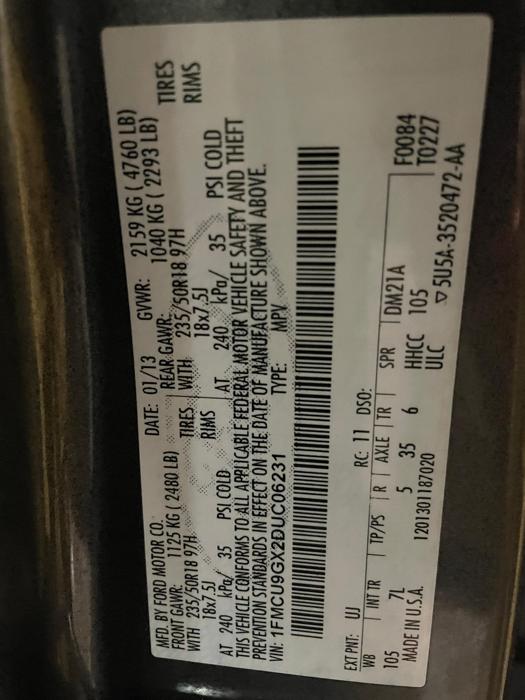 MFD. BY FORD MOTOR CO.
DATE: 01/13 GVWR: 2159 KG ( 4760 LB)
FRONT GAWR: 1125 KG ( 2480 LB) REAR GAWR: 1040 KG ( 2293 LB)
WITH 235/50R18 97H TIRES WITH 235/50R18 97H TIRES
18x7.5J RIMS 18x7.5J RIMS
AT 240 kPa/ 35 PSI COLD AT 240 kPa/ 35 PSI COLD
THIS VEHICLE CONFORMS TO ALL APPLICABLE FEDERAL MOTOR VEHICLE SAFETY AND THEFT
PREVENTION STANDARDS IN EFFECT ON THE DATE OF MANUFACTURE SHOWN ABOVE.
VIN: 1FMCU9GX2DUC06231 TYPE: MPV
EXT PNT: UJ RC: 11 DSO: F0084
WB INT TR TP/PS R AXLE TR SPR DM21A T0227
105 7L 5 35 6 HHCC 105
MADE IN U.S.A. 1201301187020 ULC ▽5U5A-3520472-AA